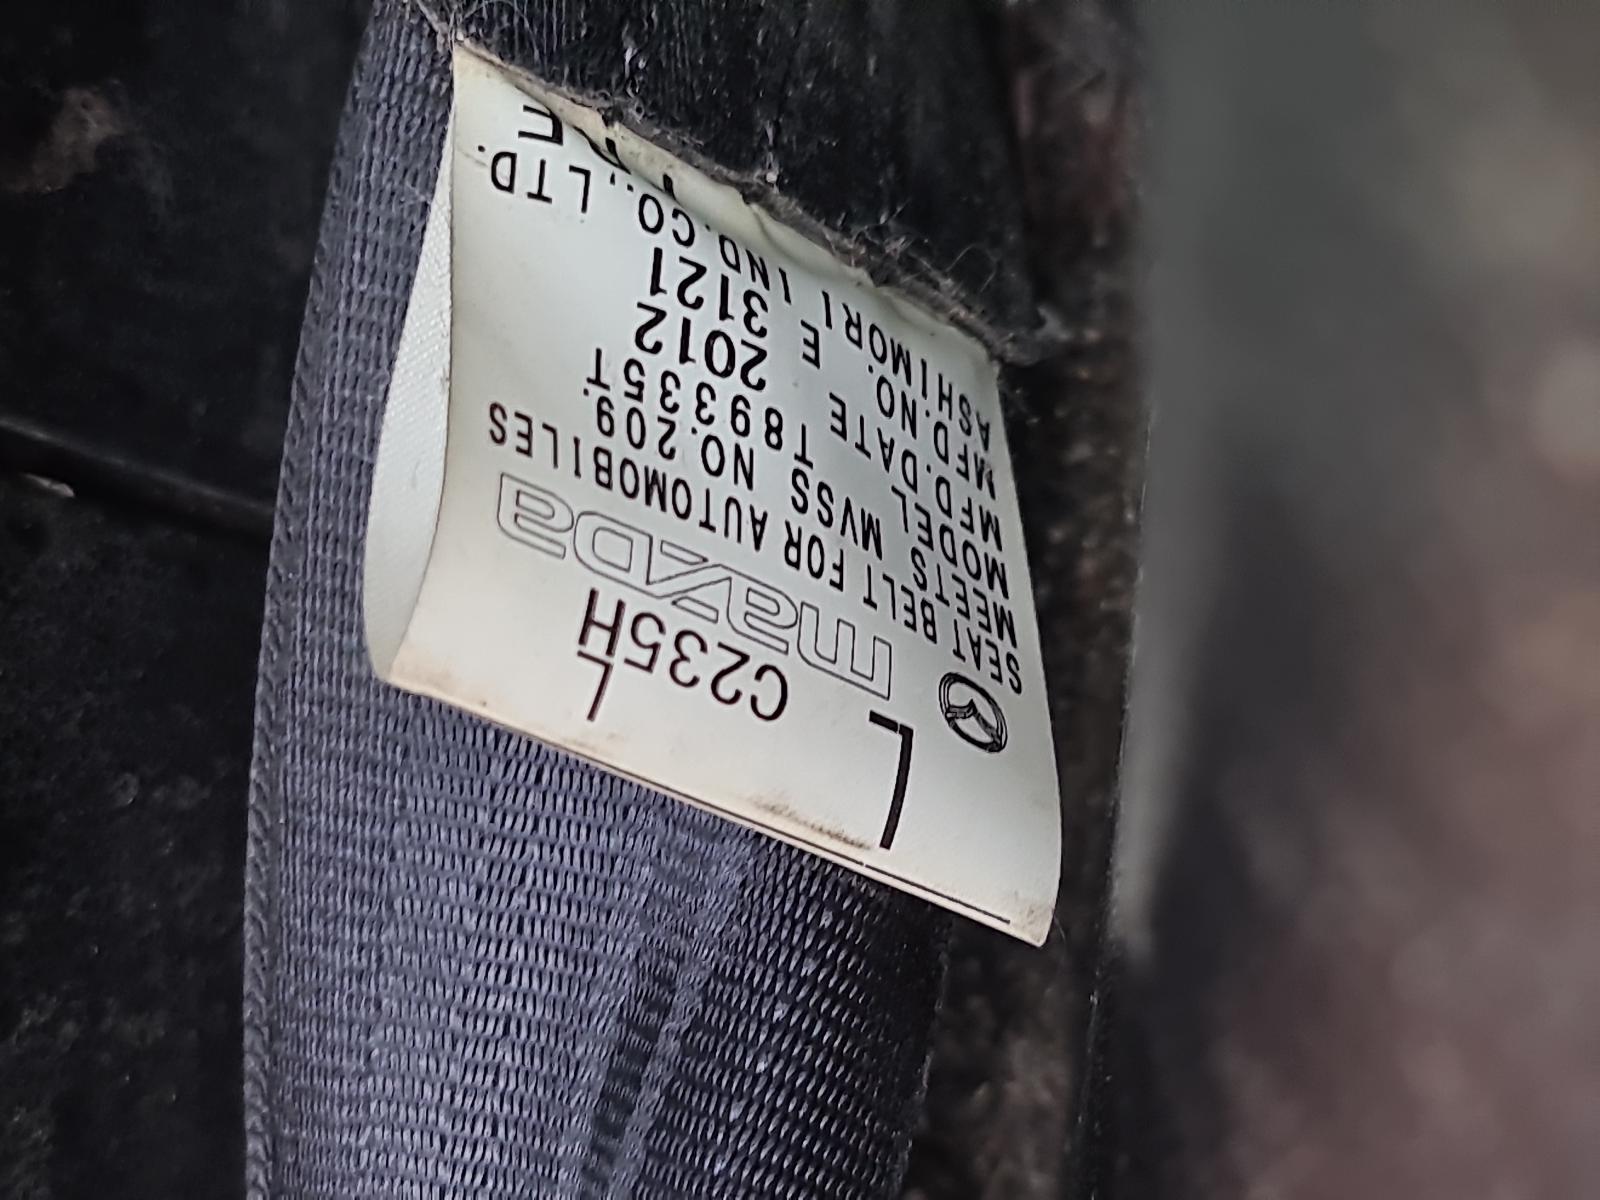 L
L
C235H
mazda
SEAT BELT FOR AUTOMOBILES
MEETS MVSS NO.209.
MODEL T89335T
MFD.DATE 2012
MFD.NO. E 3121
ASHIMORI IND.CO.,LTD.